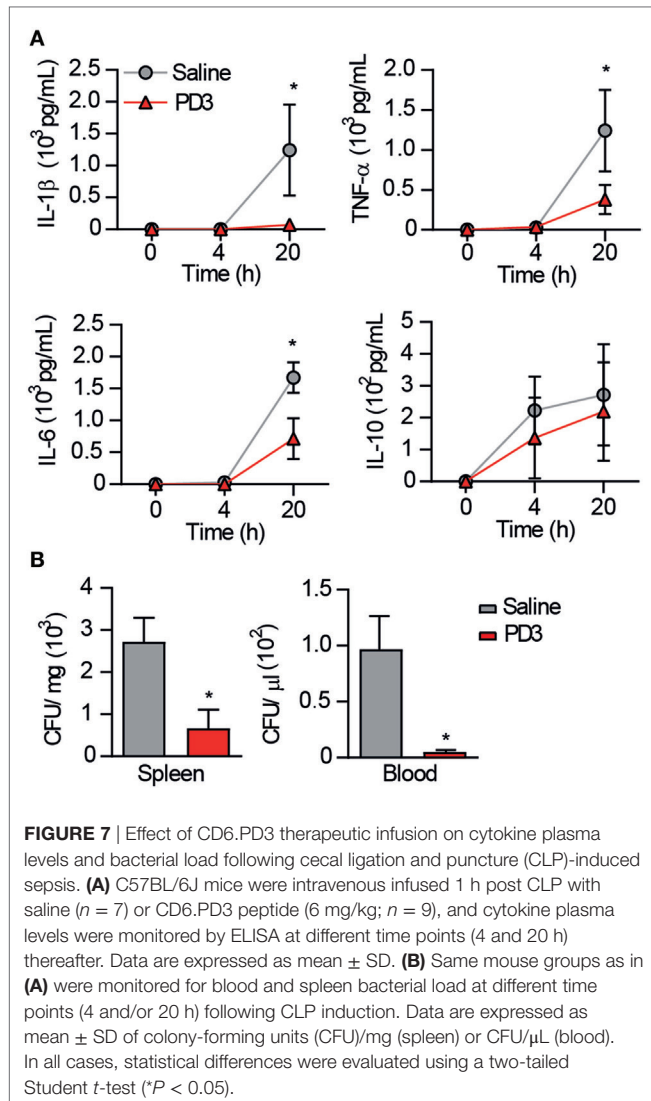 A
IL-1β (10³ pg/mL)
2.5
2.0
1.5
1.0
0.5
0
Saline
PD3
*
0
4
20
Time (h)
TNF-α (10³ pg/mL)
2.0
1.5
1.0
0.5
0
*
0
4
20
Time (h)
IL-6 (10³ pg/mL)
2.5
2.0
1.5
1.0
0.5
0
*
0
4
20
Time (h)
IL-10 (10² pg/mL)
5
4
3
2
1
0
0
4
20
Time (h)
B
CFU/ mg (10³)
4
3
2
1
0
*
Spleen
CFU/ µl (10²)
1.5
1.0
0.5
0
*
Blood
Saline
PD3
FIGURE 7 | Effect of CD6.PD3 therapeutic infusion on cytokine plasma
levels and bacterial load following cecal ligation and puncture (CLP)-induced
sepsis. (A) C57BL/6J mice were intravenous infused 1 h post CLP with
saline (n = 7) or CD6.PD3 peptide (6 mg/kg; n = 9), and cytokine plasma
levels were monitored by ELISA at different time points (4 and 20 h)
thereafter. Data are expressed as mean ± SD. (B) Same mouse groups as in
(A) were monitored for blood and spleen bacterial load at different time
points (4 and/or 20 h) following CLP induction. Data are expressed as
mean ± SD of colony-forming units (CFU)/mg (spleen) or CFU/µL (blood).
In all cases, statistical differences were evaluated using a two-tailed
Student t-test (*P < 0.05).